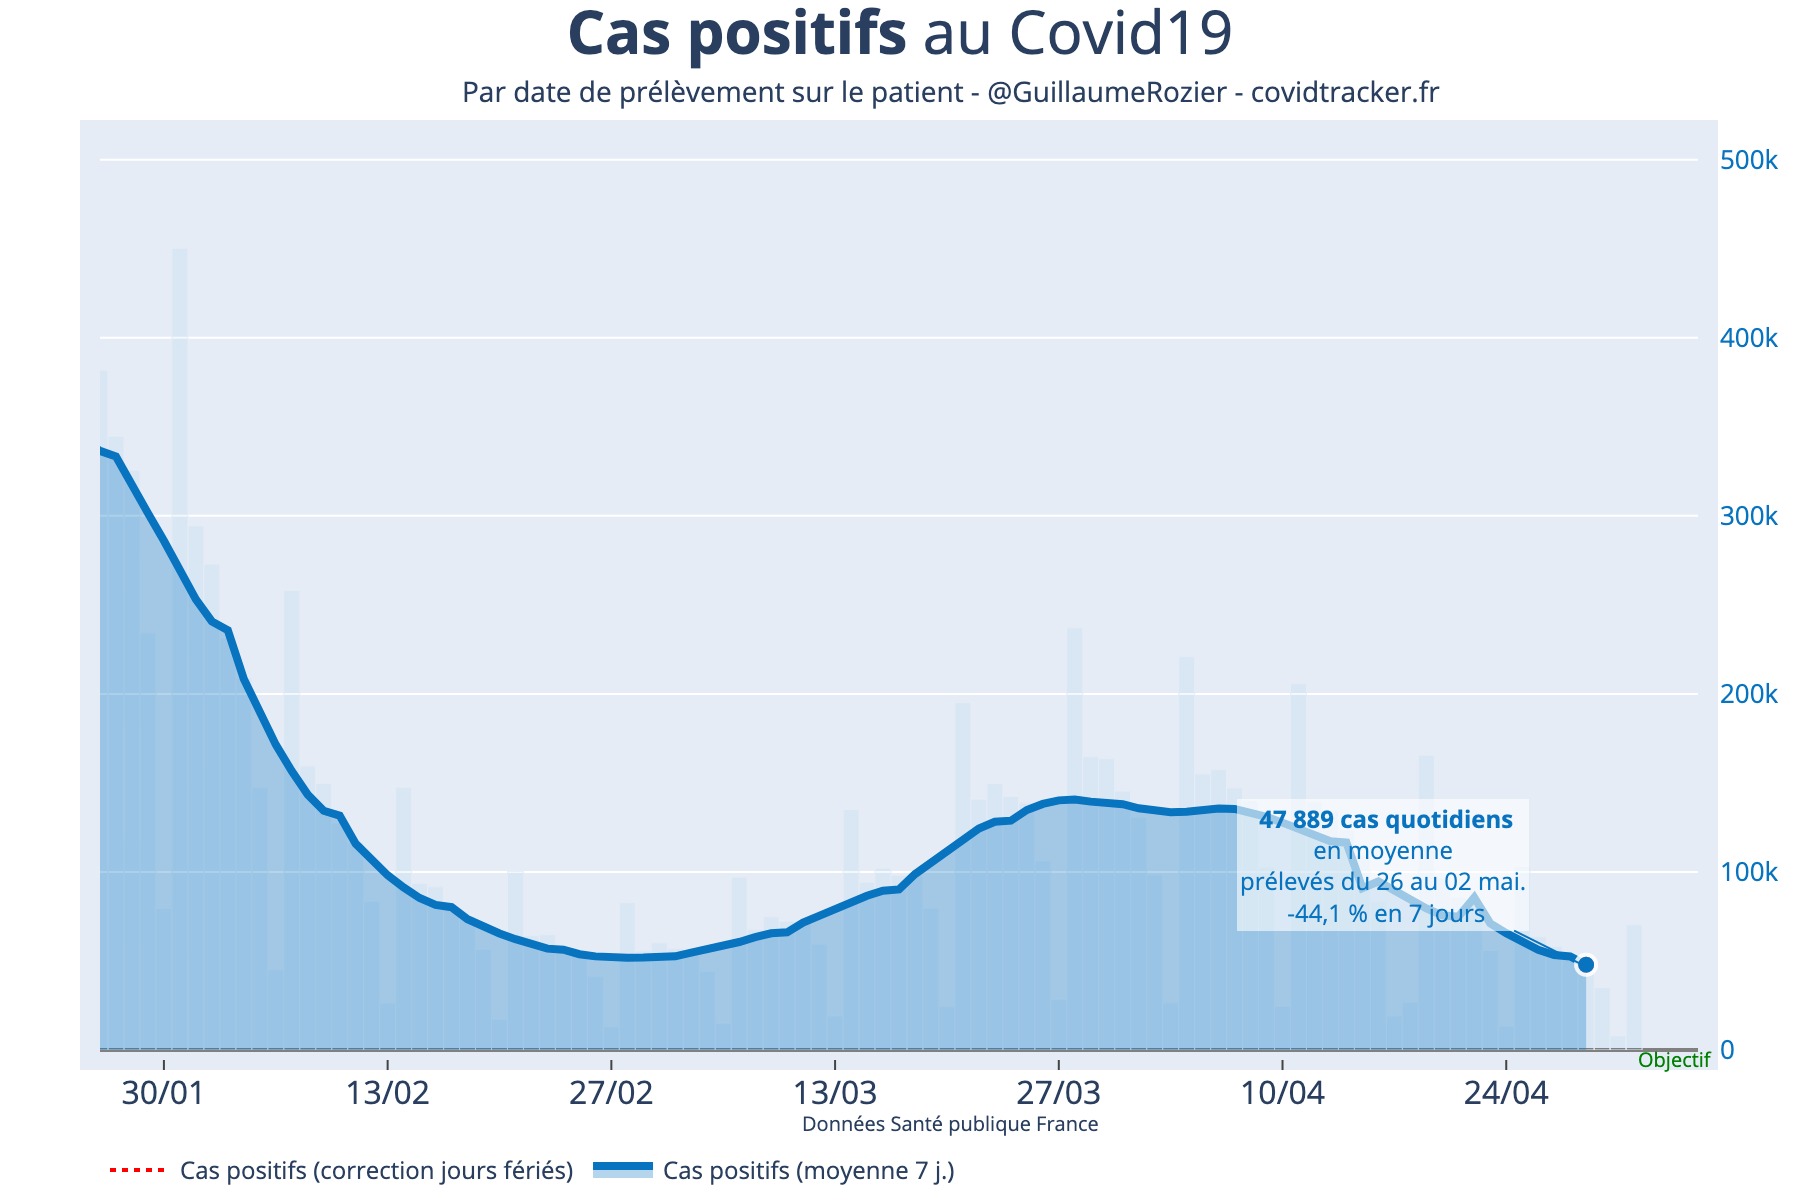 Cas positifs au Covid19
Par date de prélèvement sur le patient - @GuillaumeRozier - covidtracker.fr
500k
400k
300k
200k
100k
0
47 889 cas quotidiens
en moyenne
prélevés du 26 au 02 mai.
-44,1 % en 7 jours
Objectif
30/01 13/02 27/02 13/03 27/03 10/04 24/04
Données Santé publique France
Cas positifs (correction jours fériés) Cas positifs (moyenne 7 j.)